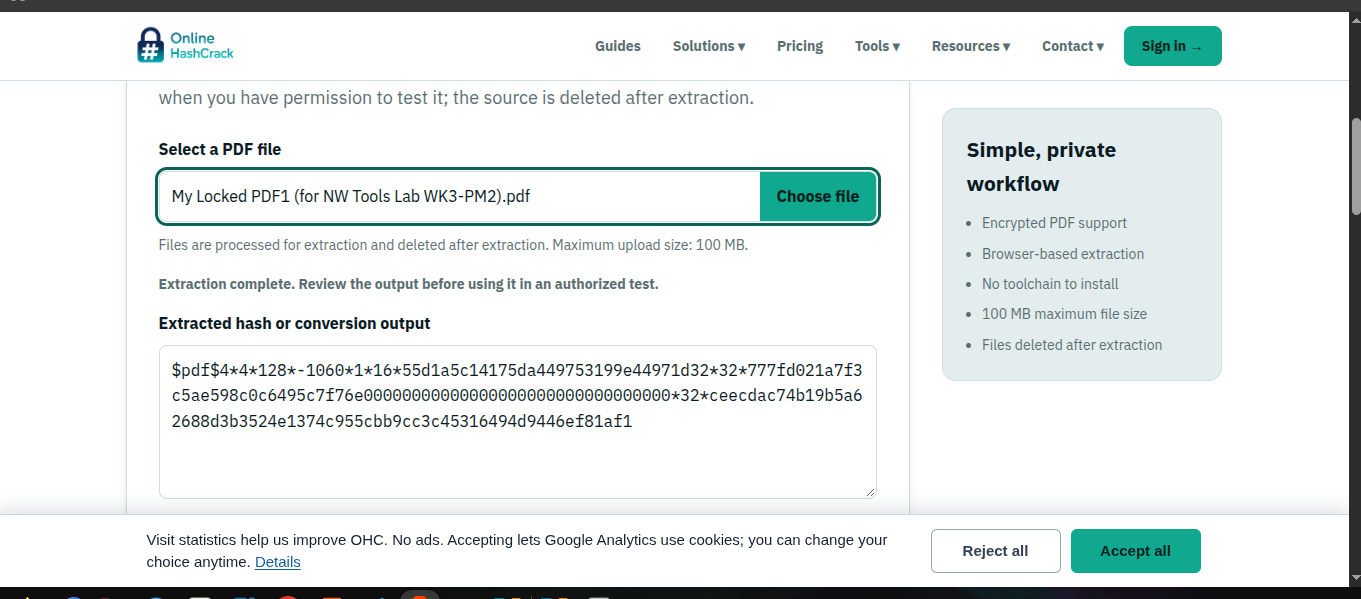 Online
HashCrack
Guides
Solutions ▾
Pricing
Tools ▾
Resources ▾
Contact ▾
Sign in →
when you have permission to test it; the source is deleted after extraction.
Select a PDF file
My Locked PDF1 (for NW Tools Lab WK3-PM2).pdf
Choose file
Files are processed for extraction and deleted after extraction. Maximum upload size: 100 MB.
Extraction complete. Review the output before using it in an authorized test.
Extracted hash or conversion output
$pdf$4*4*128*-1060*1*16*55d1a5c14175da449753199e44971d32*32*777fd021a7f3
c5ae598c0c6495c7f76e00000000000000000000000000000000*32*ceecdac74b19b5a6
2688d3b3524e1374c955cbb9cc3c45316494d9446ef81af1
Simple, private
workflow
Encrypted PDF support
Browser-based extraction
No toolchain to install
100 MB maximum file size
Files deleted after extraction
Visit statistics help us improve OHC. No ads. Accepting lets Google Analytics use cookies; you can change your
choice anytime. Details
Reject all
Accept all